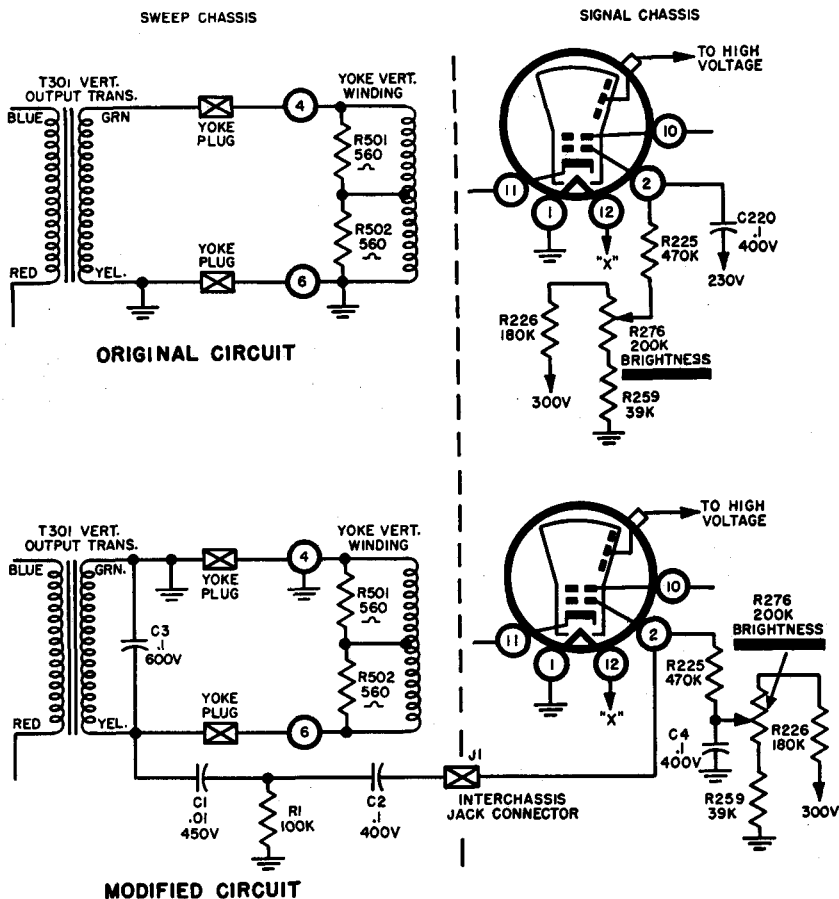 SWEEP CHASSIS
SIGNAL CHASSIS
T301 VERT.
OUTPUT TRANS.
BLUE
GRN
RED
YEL.
YOKE
PLUG
4
YOKE VERT.
WINDING
R501
560
Ω
R502
560
Ω
YOKE
PLUG
6
ORIGINAL CIRCUIT
TO HIGH
VOLTAGE
10
11
1
12
2
"X"
C220
.1
400V
230V
R225
470K
R226
180K
300V
R276
200K
BRIGHTNESS
R259
39K
T301 VERT.
OUTPUT TRANS.
BLUE
GRN.
RED
YEL.
C3
.1
600V
YOKE
PLUG
4
YOKE VERT.
WINDING
R501
560
Ω
R502
560
Ω
YOKE
PLUG
6
C1
.01
450V
R1
100K
C2
.1
400V
J1
INTERCHASSIS
JACK CONNECTOR
MODIFIED CIRCUIT
TO HIGH
VOLTAGE
10
11
1
12
2
"X"
R276
200K
BRIGHTNESS
R225
470K
C4
.1
400V
R226
180K
R259
39K
300V